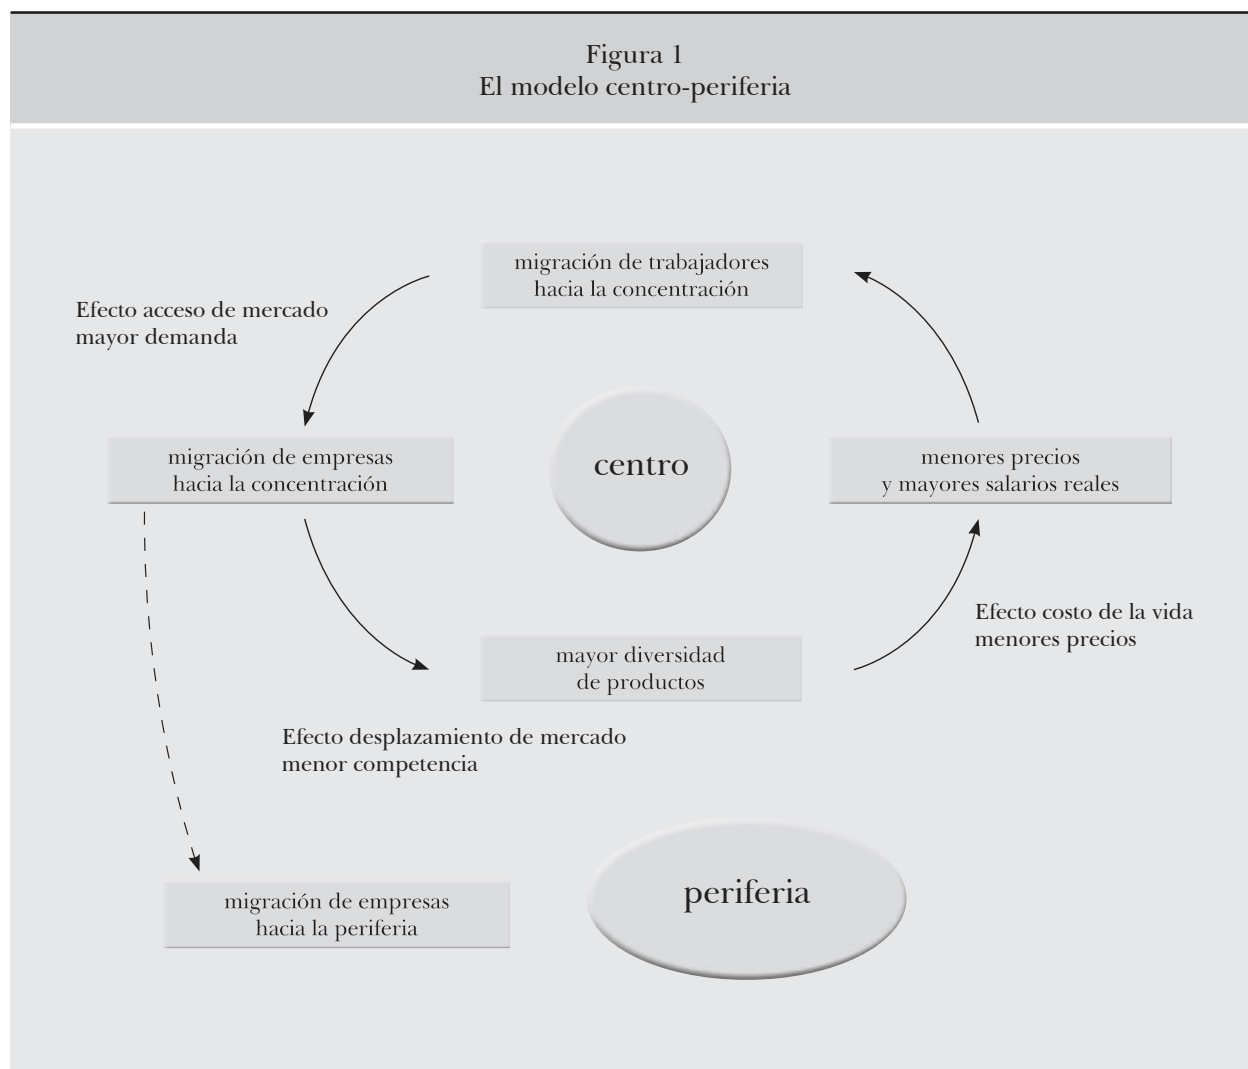 Figura 1
El modelo centro-periferia
migración de trabajadores
hacia la concentración
Efecto acceso de mercado
mayor demanda
migración de empresas
hacia la concentración
centro
menores precios
y mayores salarios reales
Efecto costo de la vida
menores precios
mayor diversidad
de productos
Efecto desplazamiento de mercado
menor competencia
migración de empresas
hacia la periferia
periferia